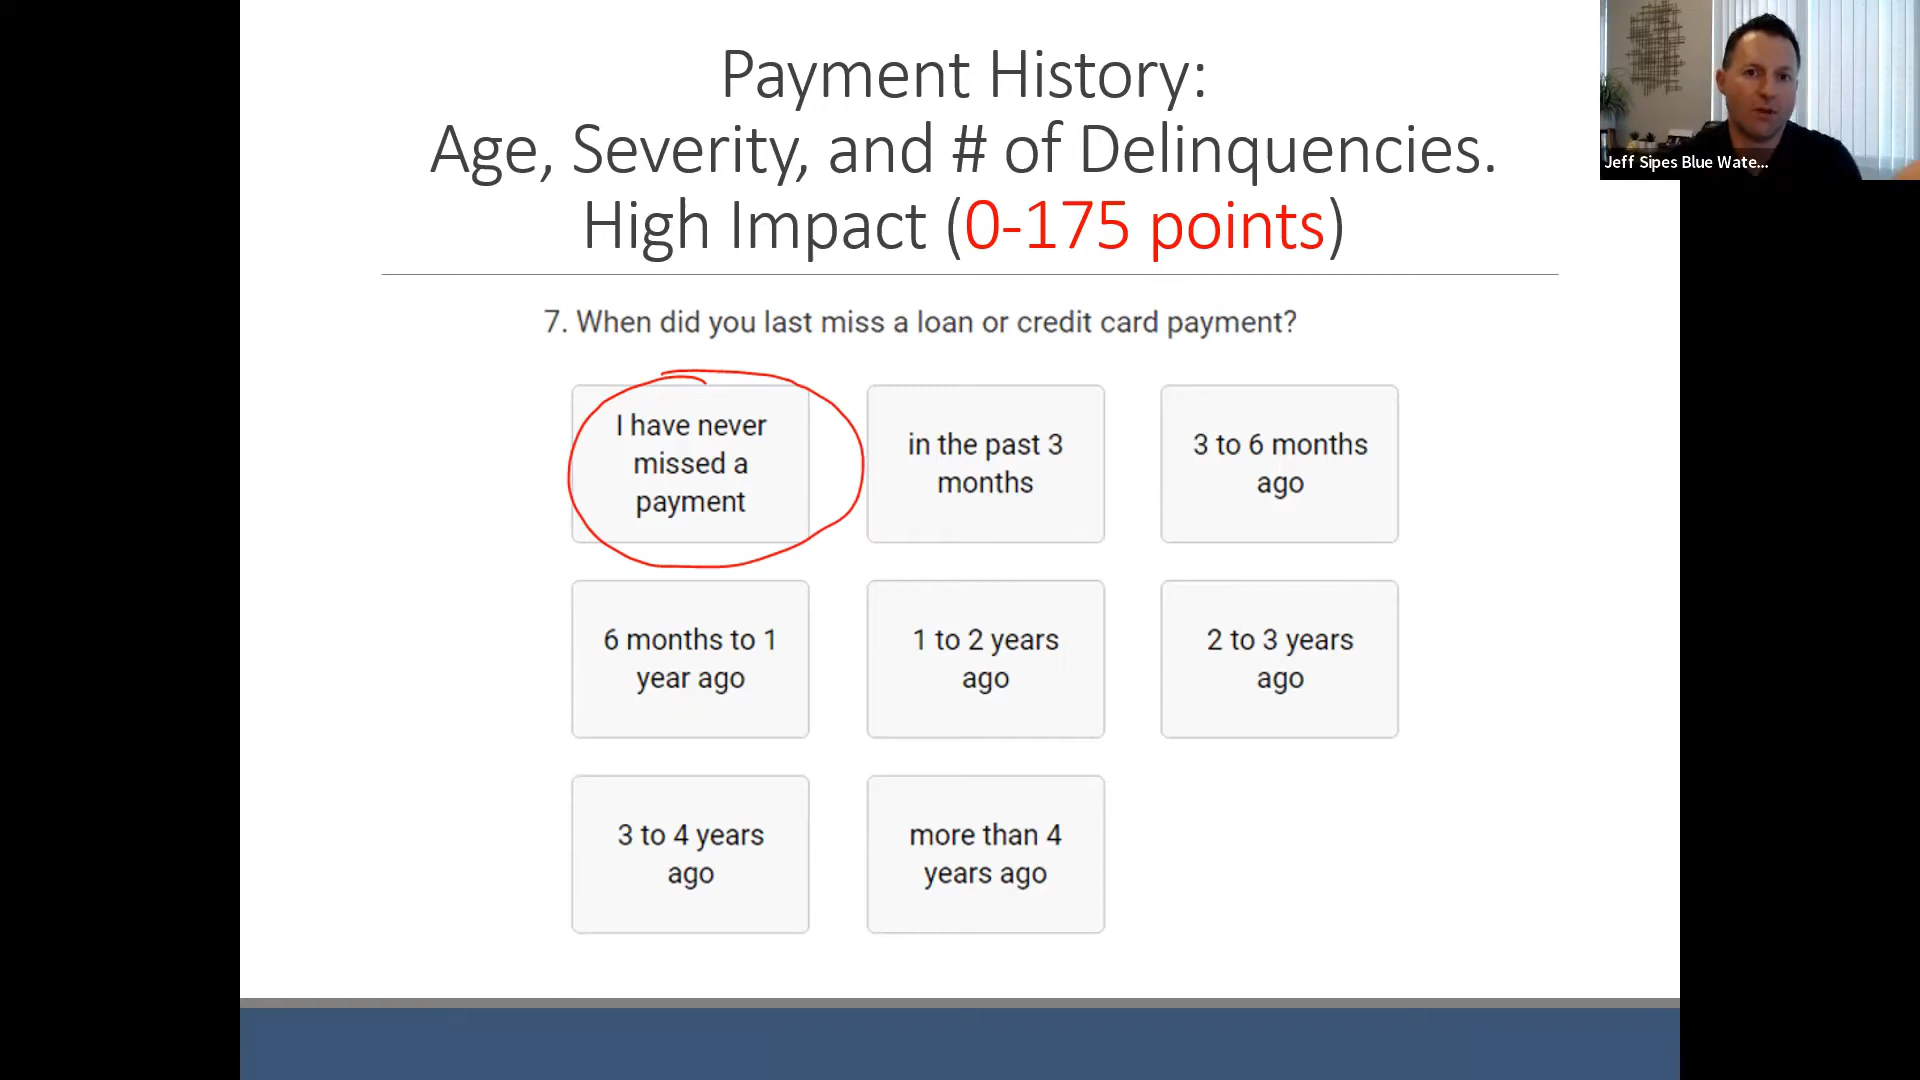 Payment History:
Age, Severity, and # of Delinquencies.
High Impact (0-175 points)
Jeff Sipes Blue Wate...
7. When did you last miss a loan or credit card payment?
I have never
missed a
payment
in the past 3
months
3 to 6 months
ago
6 months to 1
year ago
1 to 2 years
ago
2 to 3 years
ago
3 to 4 years
ago
more than 4
years ago